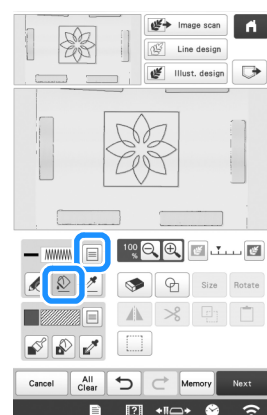 Image scan
Line design
Illust. design
100
%
Size
Rotate
Cancel
All
Clear
Memory
Next
?